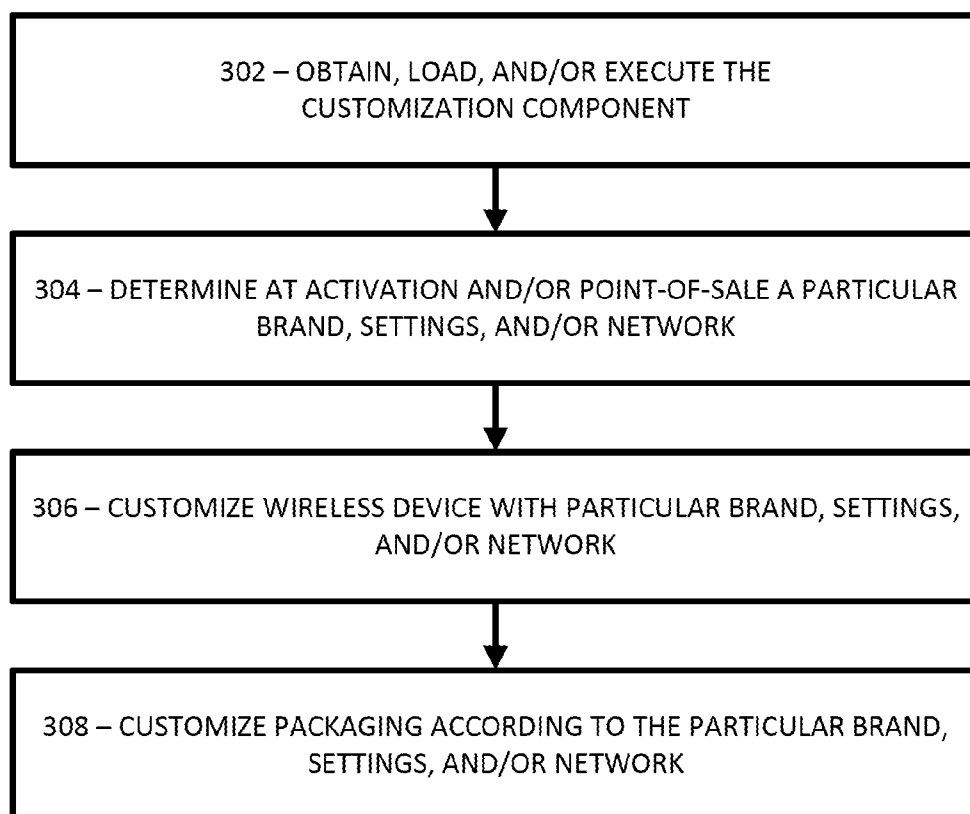 302 – OBTAIN, LOAD, AND/OR EXECUTE THE
CUSTOMIZATION COMPONENT
304 – DETERMINE AT ACTIVATION AND/OR POINT-OF-SALE A PARTICULAR
BRAND, SETTINGS, AND/OR NETWORK
306 – CUSTOMIZE WIRELESS DEVICE WITH PARTICULAR BRAND, SETTINGS,
AND/OR NETWORK
308 – CUSTOMIZE PACKAGING ACCORDING TO THE PARTICULAR BRAND,
SETTINGS, AND/OR NETWORK